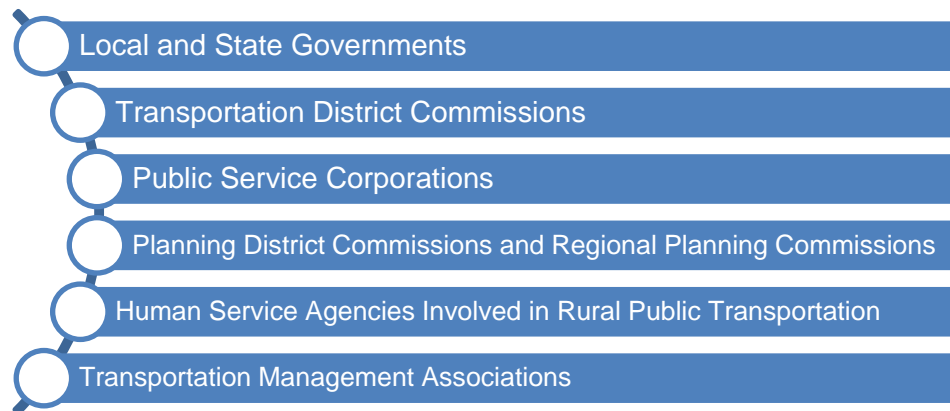 Local and State Governments
Transportation District Commissions
Public Service Corporations
Planning District Commissions and Regional Planning Commissions
Human Service Agencies Involved in Rural Public Transportation
Transportation Management Associations